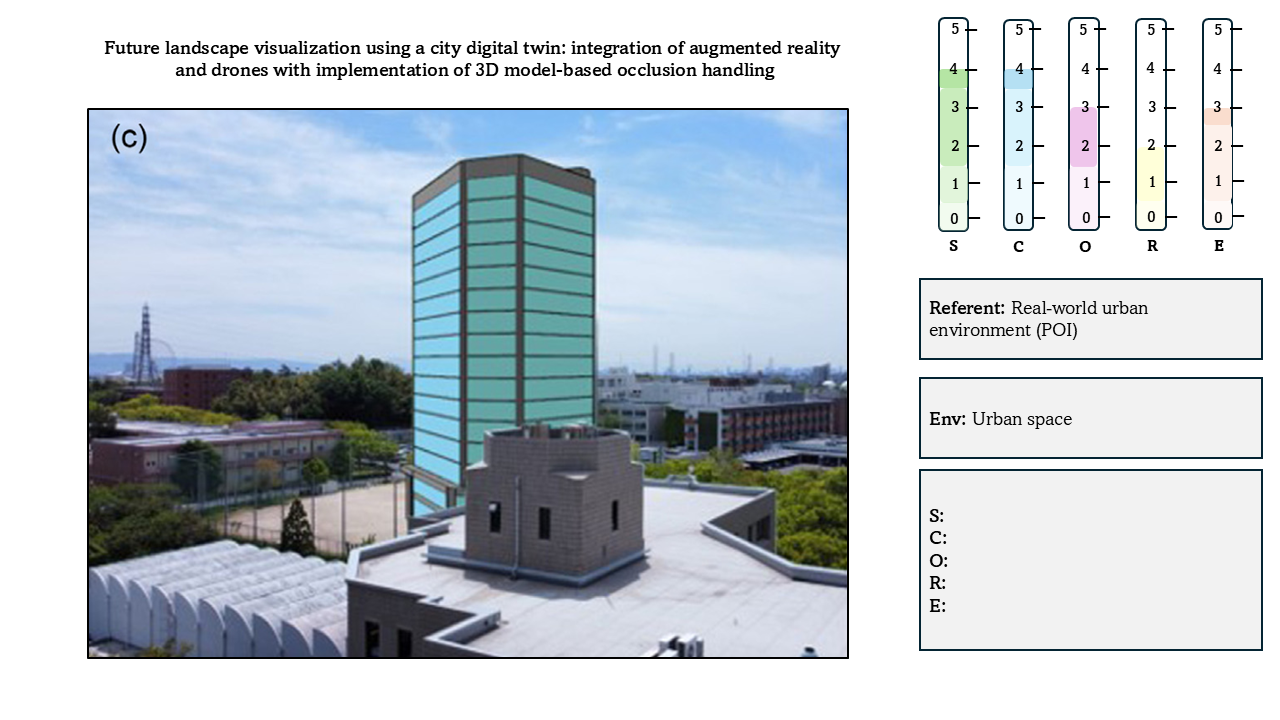 Future landscape visualization using a city digital twin: integration of augmented reality
and drones with implementation of 3D model-based occlusion handling
(c)
5 5 5 5 5
4 4 4 4 4
3 3 3 3 3
2 2 2 2 2
1 1 1 1 1
0 0 0 0 0
S C O R E
Referent: Real-world urban
environment (POI)
Env: Urban space
S:
C:
O:
R:
E: